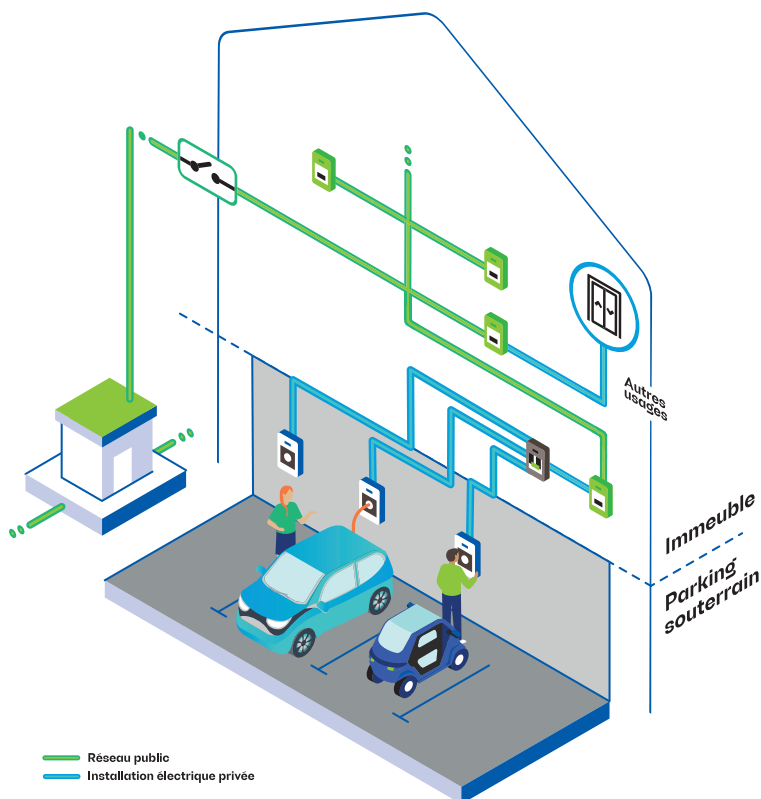 Autres
usages
Immeuble
Parking
souterrain
Réseau public
Installation électrique privée